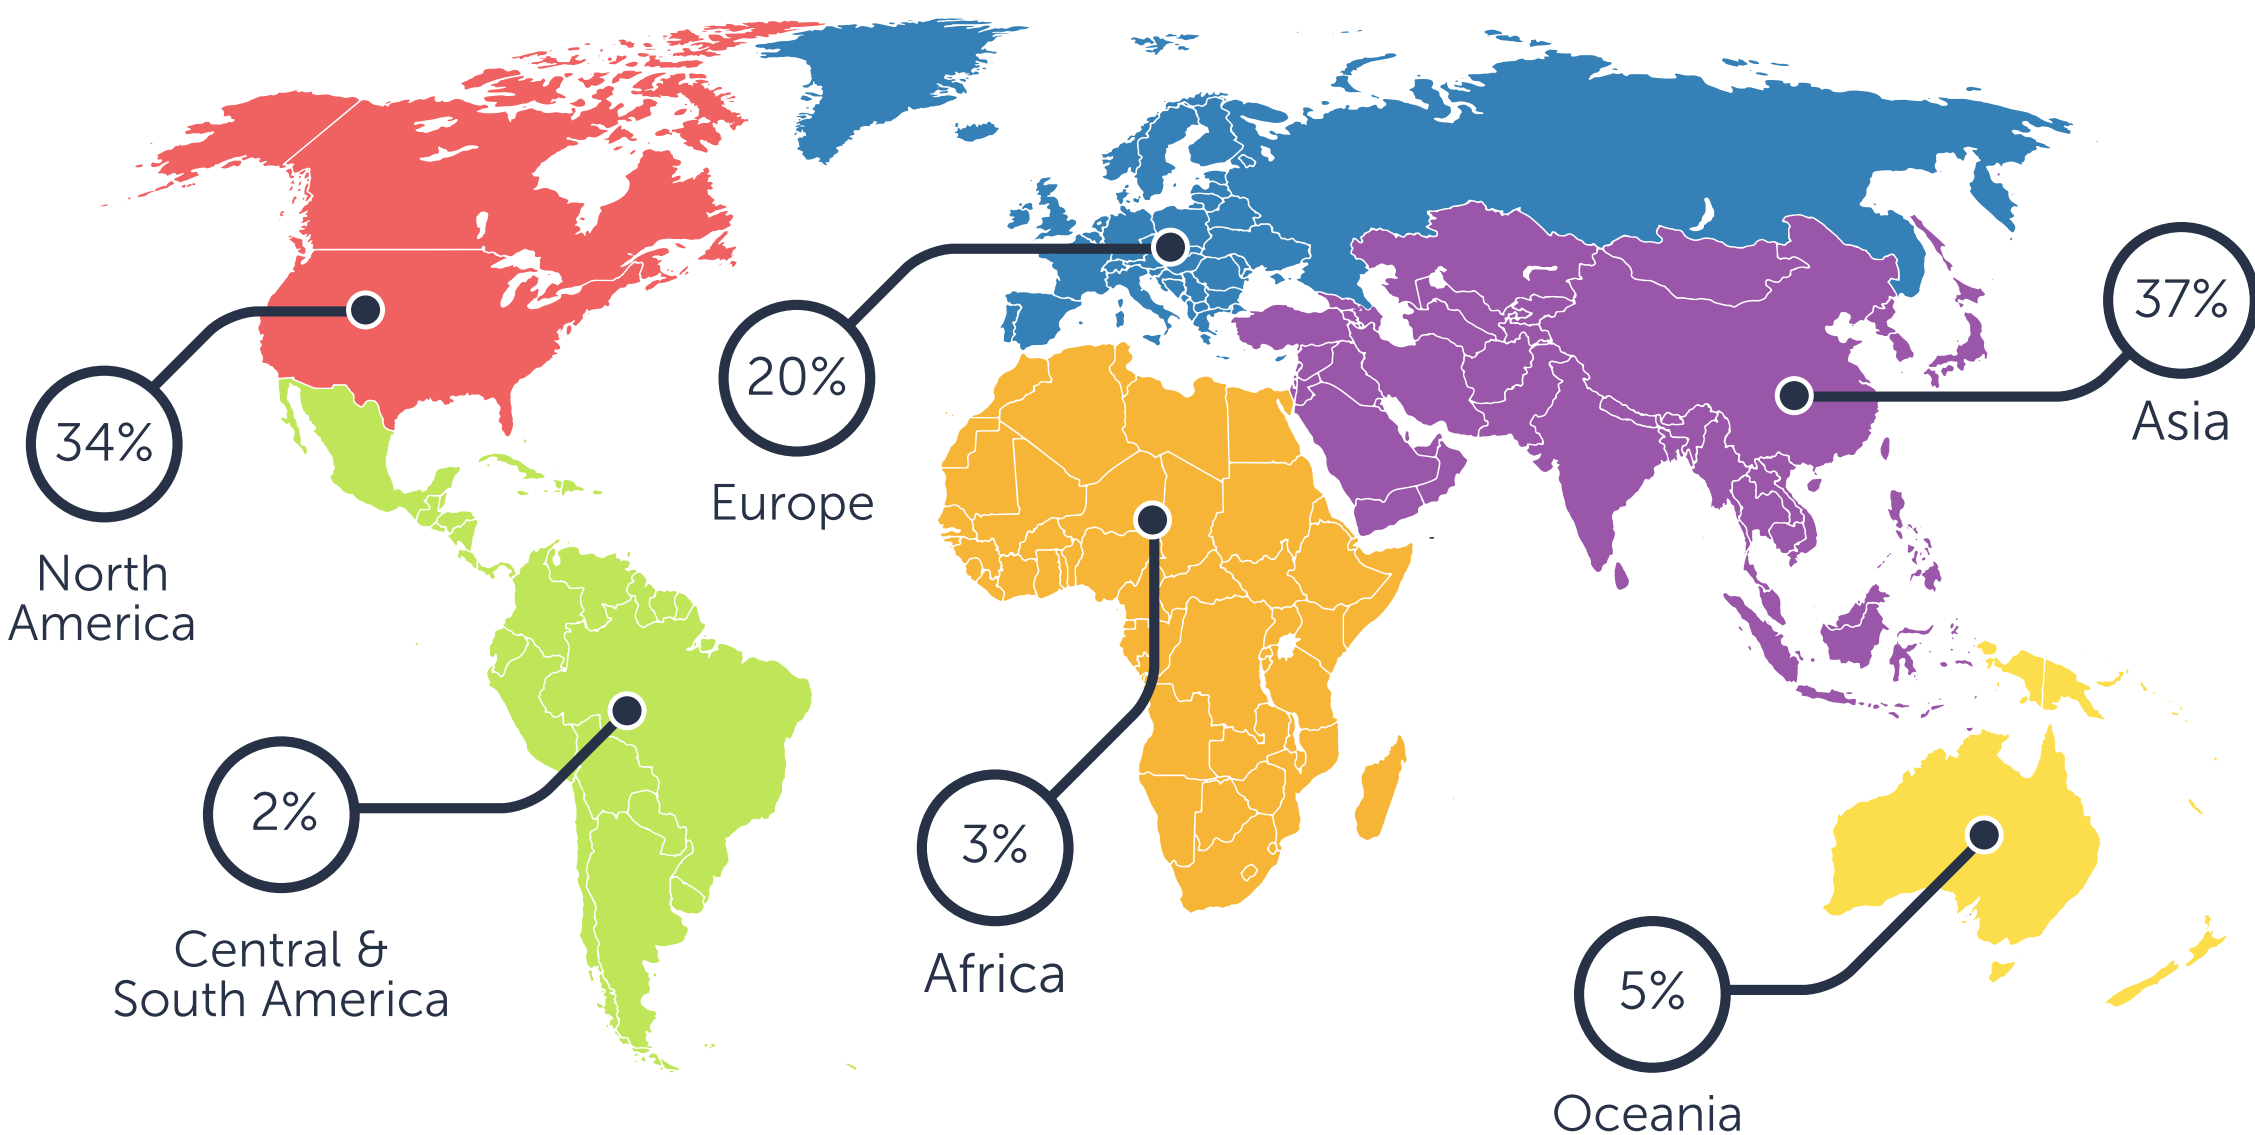 34%
North
America
20%
Europe
37%
Asia
2%
Central &
South America
3%
Africa
5%
Oceania